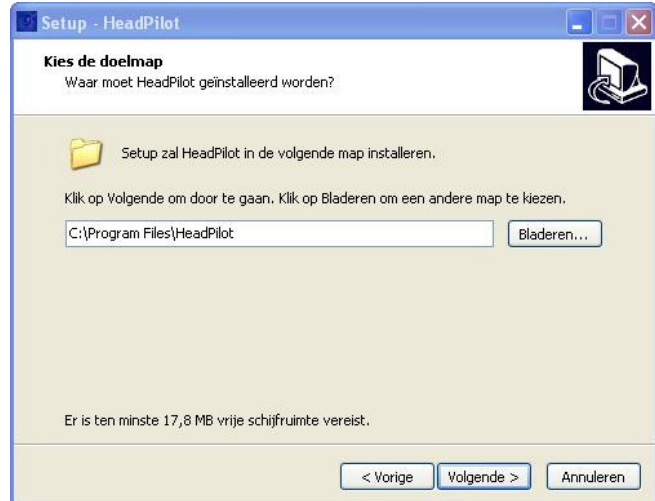 Setup - HeadPilot
Kies de doelmap
Waar moet HeadPilot geïnstalleerd worden?
Setup zal HeadPilot in de volgende map installeren.
Klik op Volgende om door te gaan. Klik op Bladeren om een andere map te kiezen.
C:\Program Files\HeadPilot
Bladeren...
Er is ten minste 17,8 MB vrije schijfruimte vereist.
< Vorige
Volgende >
Annuleren